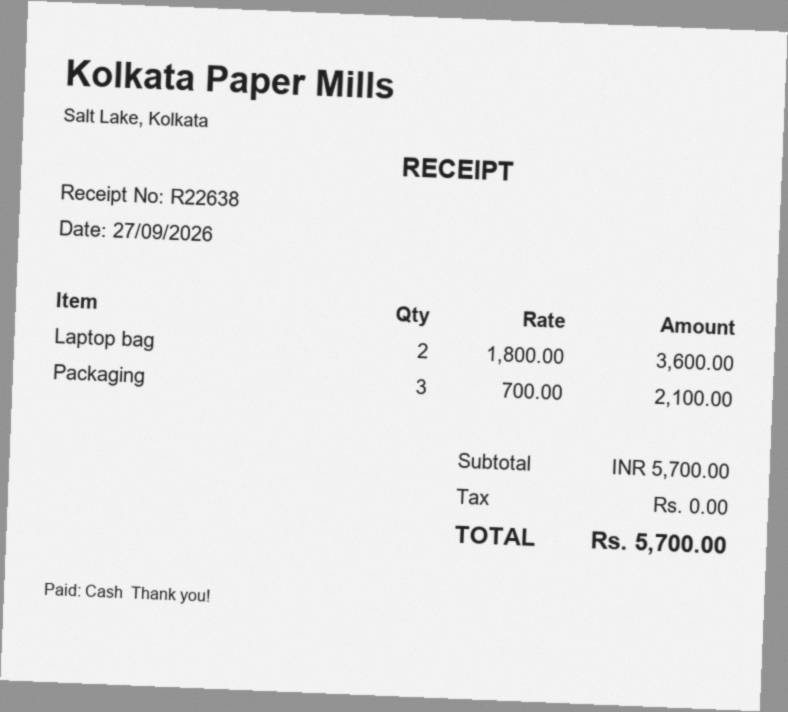 Kolkata Paper Mills
Salt Lake, Kolkata
RECEIPT
Receipt No: R22638
Date: 27/09/2026
Item Qty Rate Amount
Laptop bag 2 1,800.00 3,600.00
Packaging 3 700.00 2,100.00
Subtotal INR 5,700.00
Tax Rs. 0.00
TOTAL Rs. 5,700.00
Paid: Cash Thank you!